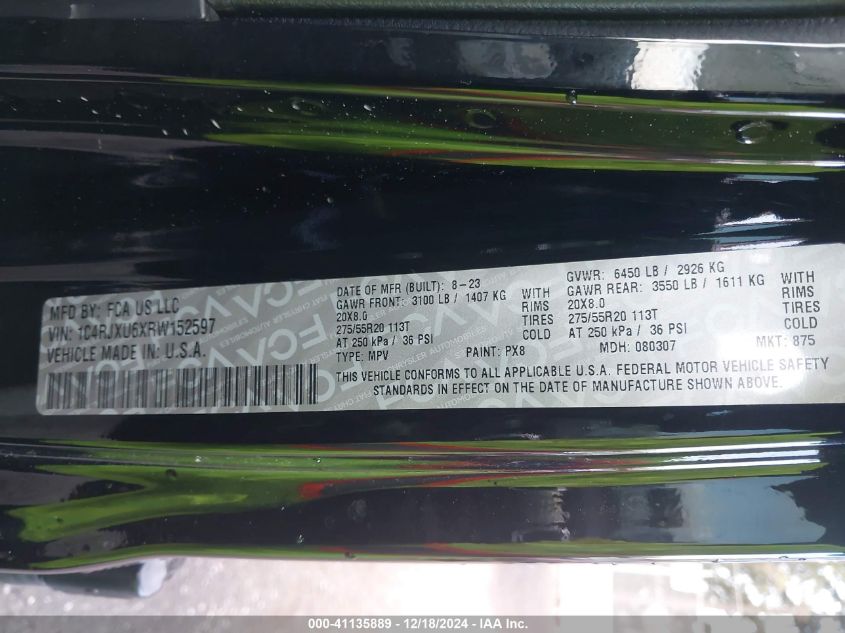 MFD BY: FCA US LLC
VIN: 1C4RJXU6XRW152597
VEHICLE MADE IN: U.S.A.
DATE OF MFR (BUILT): 8-23
GAWR FRONT: 3100 LB / 1407 KG WITH
20X8.0 RIMS
275/55R20 113T TIRES
AT 250 kPa / 36 PSI COLD
TYPE: MPV PAINT: PX8
GVWR: 6450 LB / 2926 KG
GAWR REAR: 3550 LB / 1611 KG WITH
20X8.0 RIMS
275/55R20 113T TIRES
AT 250 kPa / 36 PSI COLD
MDH: 080307 MKT: 875
THIS VEHICLE CONFORMS TO ALL APPLICABLE U.S.A. FEDERAL MOTOR VEHICLE SAFETY
STANDARDS IN EFFECT ON THE DATE OF MANUFACTURE SHOWN ABOVE.
000-41135889 - 12/18/2024 - IAA Inc.